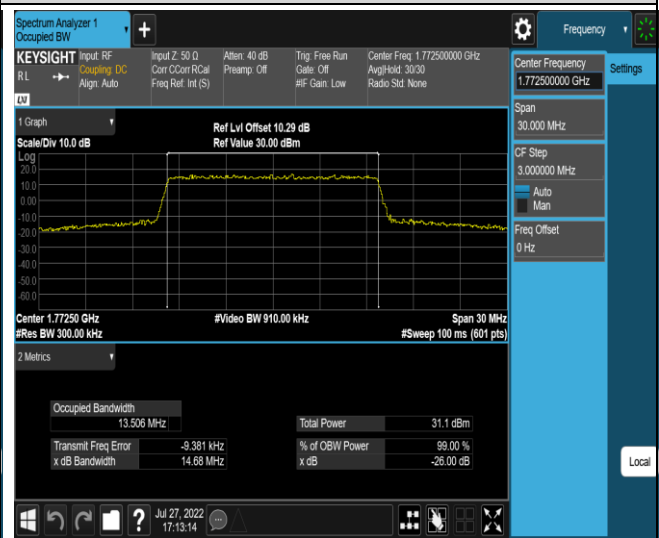 Spectrum Analyzer 1
Occupied BW
+
Frequency
KEYSIGHT
RL
LXI
Input: RF
Coupling: DC
Align: Auto
Input Z: 50 Ω
Corr CCorr RCal
Freq Ref: Int (S)
Atten: 40 dB
Preamp: Off
Trig: Free Run
Gate: Off
#IF Gain: Low
Center Freq: 1.772500000 GHz
Avg|Hold: 30/30
Radio Std: None
Center Frequency
1.772500000 GHz
Settings
Span
30.000 MHz
CF Step
3.000000 MHz
Auto
Man
Freq Offset
0 Hz
1 Graph
Scale/Div 10.0 dB
Ref Lvl Offset 10.29 dB
Ref Value 30.00 dBm
Log
20.0
10.0
0.00
-10.0
-20.0
-30.0
-40.0
-50.0
-60.0
Center 1.77250 GHz
#Res BW 300.00 kHz
#Video BW 910.00 kHz
Span 30 MHz
#Sweep 100 ms (601 pts)
2 Metrics
Occupied Bandwidth
13.506 MHz
Total Power 31.1 dBm
Transmit Freq Error -9.381 kHz
% of OBW Power 99.00 %
x dB Bandwidth 14.68 MHz
x dB -26.00 dB
Local
?
Jul 27, 2022
17:13:14